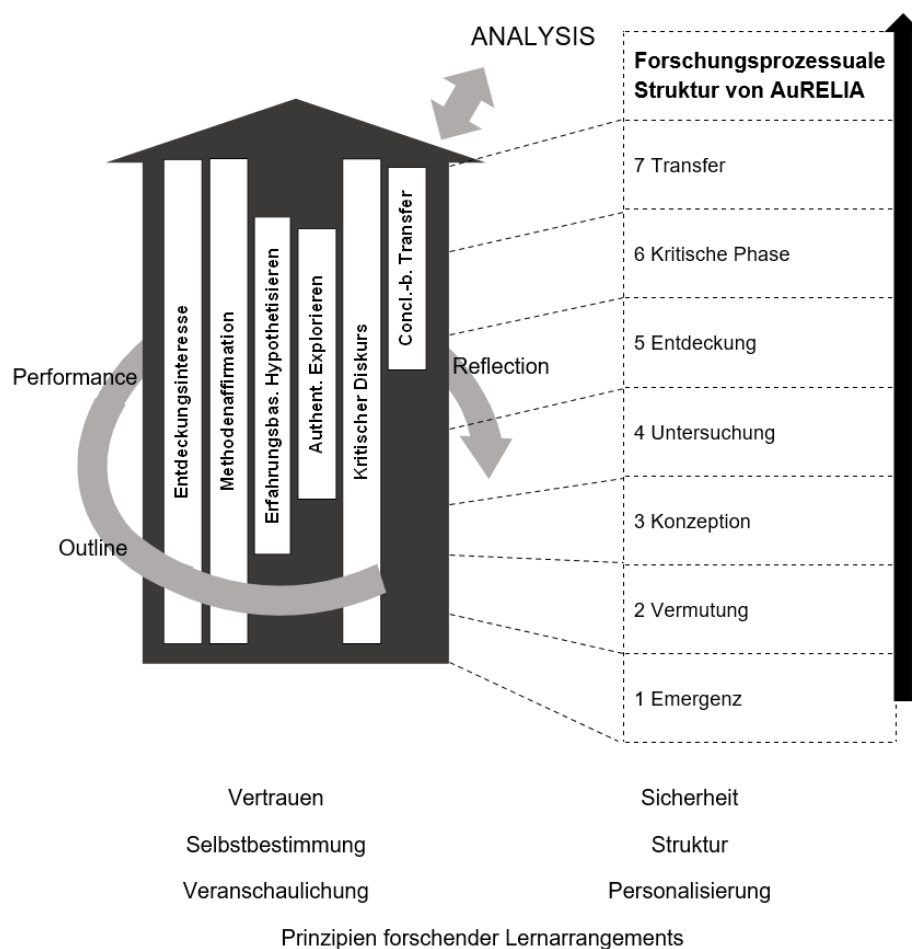 ANALYSIS
Forschungsprozessuale
Struktur von AuRELIA
7 Transfer
6 Kritische Phase
5 Entdeckung
4 Untersuchung
3 Konzeption
2 Vermutung
1 Emergenz
Entdeckungsinteresse
Methodenaffirmation
Erfahrungsbas. Hypothetisieren
Authent. Explorieren
Kritischer Diskurs
Concl.-b. Transfer
Performance
Reflection
Outline
Vertrauen
Sicherheit
Selbstbestimmung
Struktur
Veranschaulichung
Personalisierung
Prinzipien forschender Lernarrangements